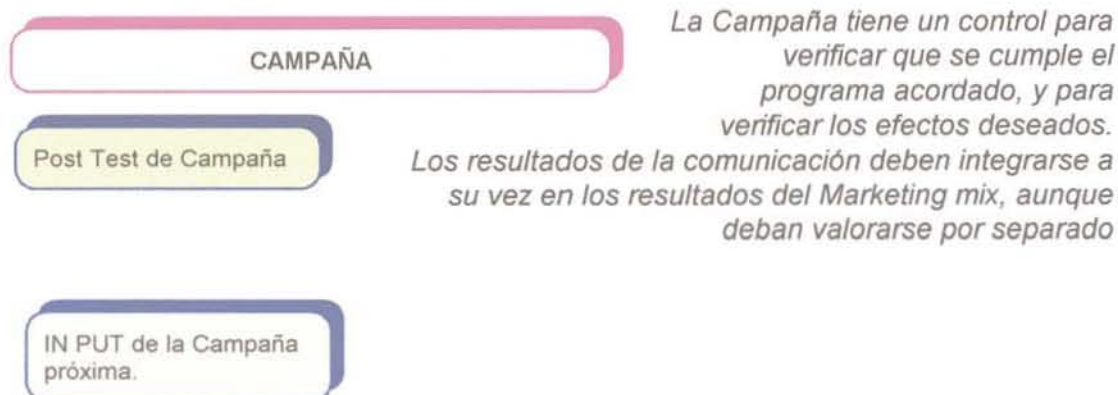 CAMPAÑA
La Campaña tiene un control para
verificar que se cumple el
programa acordado, y para
verificar los efectos deseados.
Los resultados de la comunicación deben integrarse a
su vez en los resultados del Marketing mix, aunque
deban valorarse por separado
Post Test de Campaña
IN PUT de la Campaña
próxima.